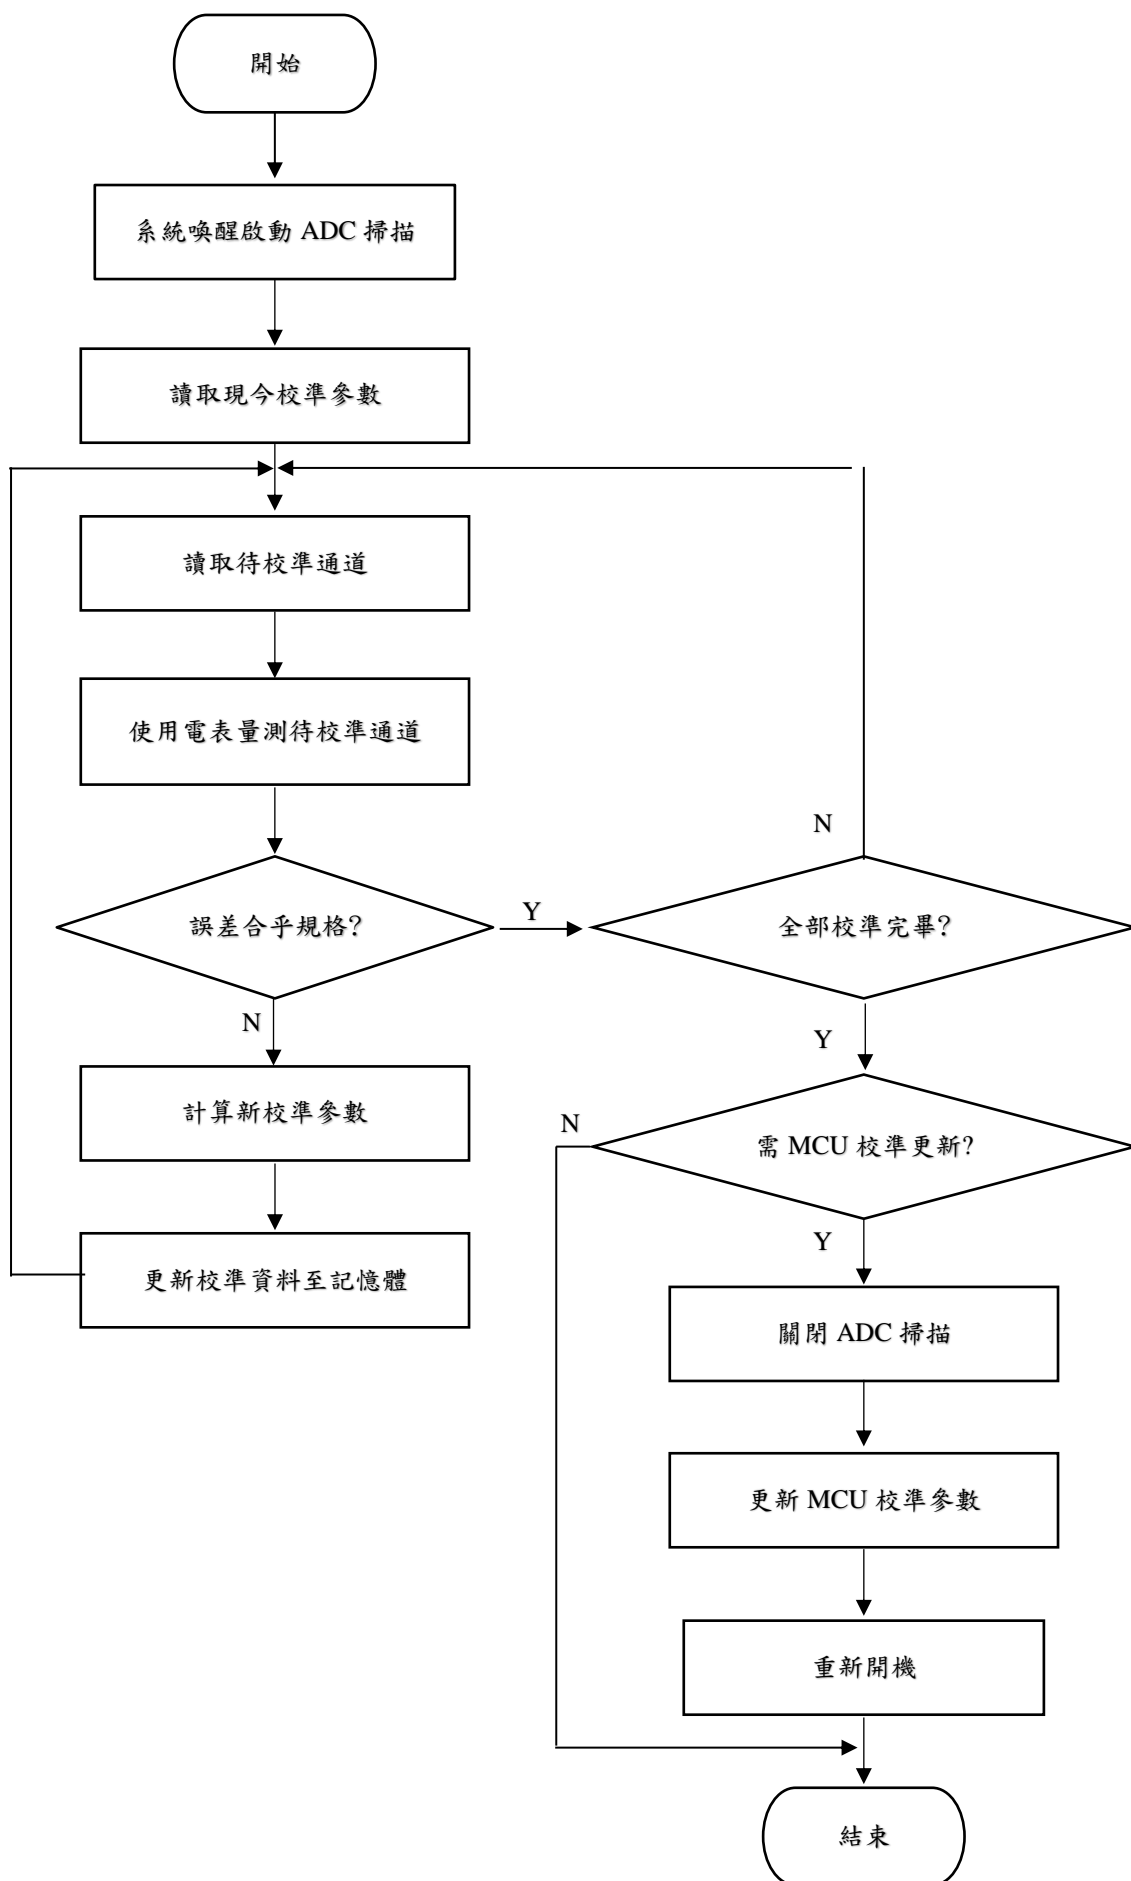 開始
系統喚醒啟動 ADC 掃描
讀取現今校準參數
讀取待校準通道
使用電表量測待校準通道
N
誤差合乎規格?
Y
全部校準完畢?
N
Y
計算新校準參數
N
需 MCU 校準更新?
Y
更新校準資料至記憶體
關閉 ADC 掃描
更新 MCU 校準參數
重新開機
結束